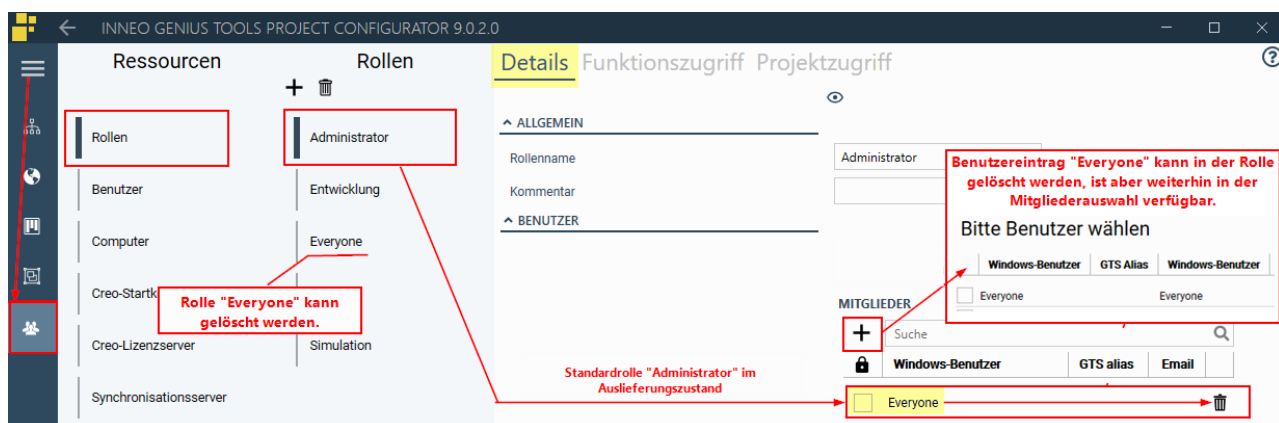 INNEO GENIUS TOOLS PROJECT CONFIGURATOR 9.0.2.0
Ressourcen
Rollen
Details Funktionszugriff Projektzugriff
Rollen
Benutzer
Computer
Creo-Startk
Creo-Lizenzserver
Synchronisationsserver
Administrator
Entwicklung
Everyone
Simulation
Rolle "Everyone" kann
gelöscht werden.
ALLGEMEIN
Rollenname
Administrator
Kommentar
BENUTZER
Benutzereintrag "Everyone" kann in der Rolle
gelöscht werden, ist aber weiterhin in der
Mitgliederauswahl verfügbar.
Bitte Benutzer wählen
Windows-Benutzer GTS Alias Windows-Benutzer
Everyone Everyone
MITGLIEDER
Suche
Windows-Benutzer GTS alias Email
Everyone
Standardrolle "Administrator" im
Auslieferungszustand